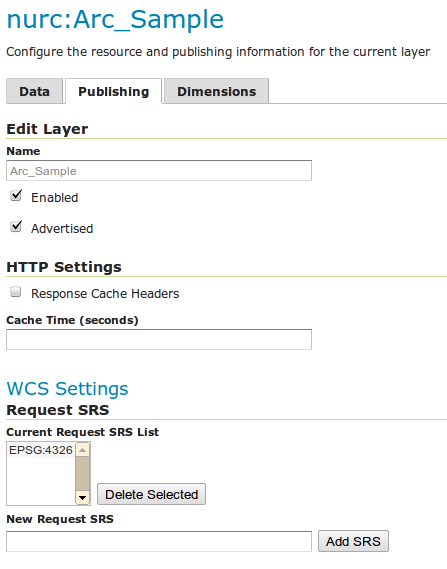 nurc:Arc_Sample
Configure the resource and publishing information for the current layer
Data Publishing Dimensions
Edit Layer
Name
Arc_Sample
Enabled
Advertised
HTTP Settings
Response Cache Headers
Cache Time (seconds)
WCS Settings
Request SRS
Current Request SRS List
EPSG:4326
Delete Selected
New Request SRS
Add SRS